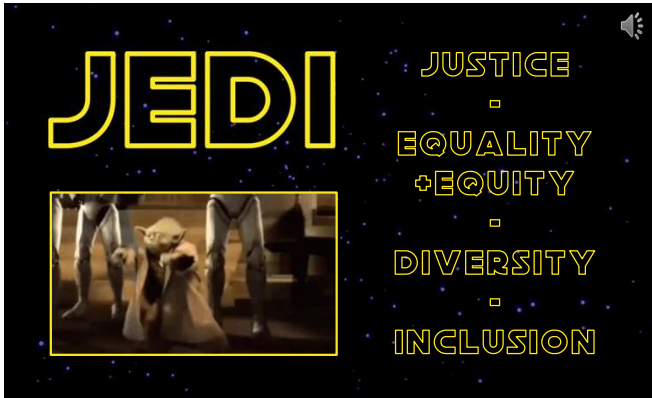 JEDI
JUSTICE
-
EQUALITY
+EQUITY
-
DIVERSITY
-
INCLUSION